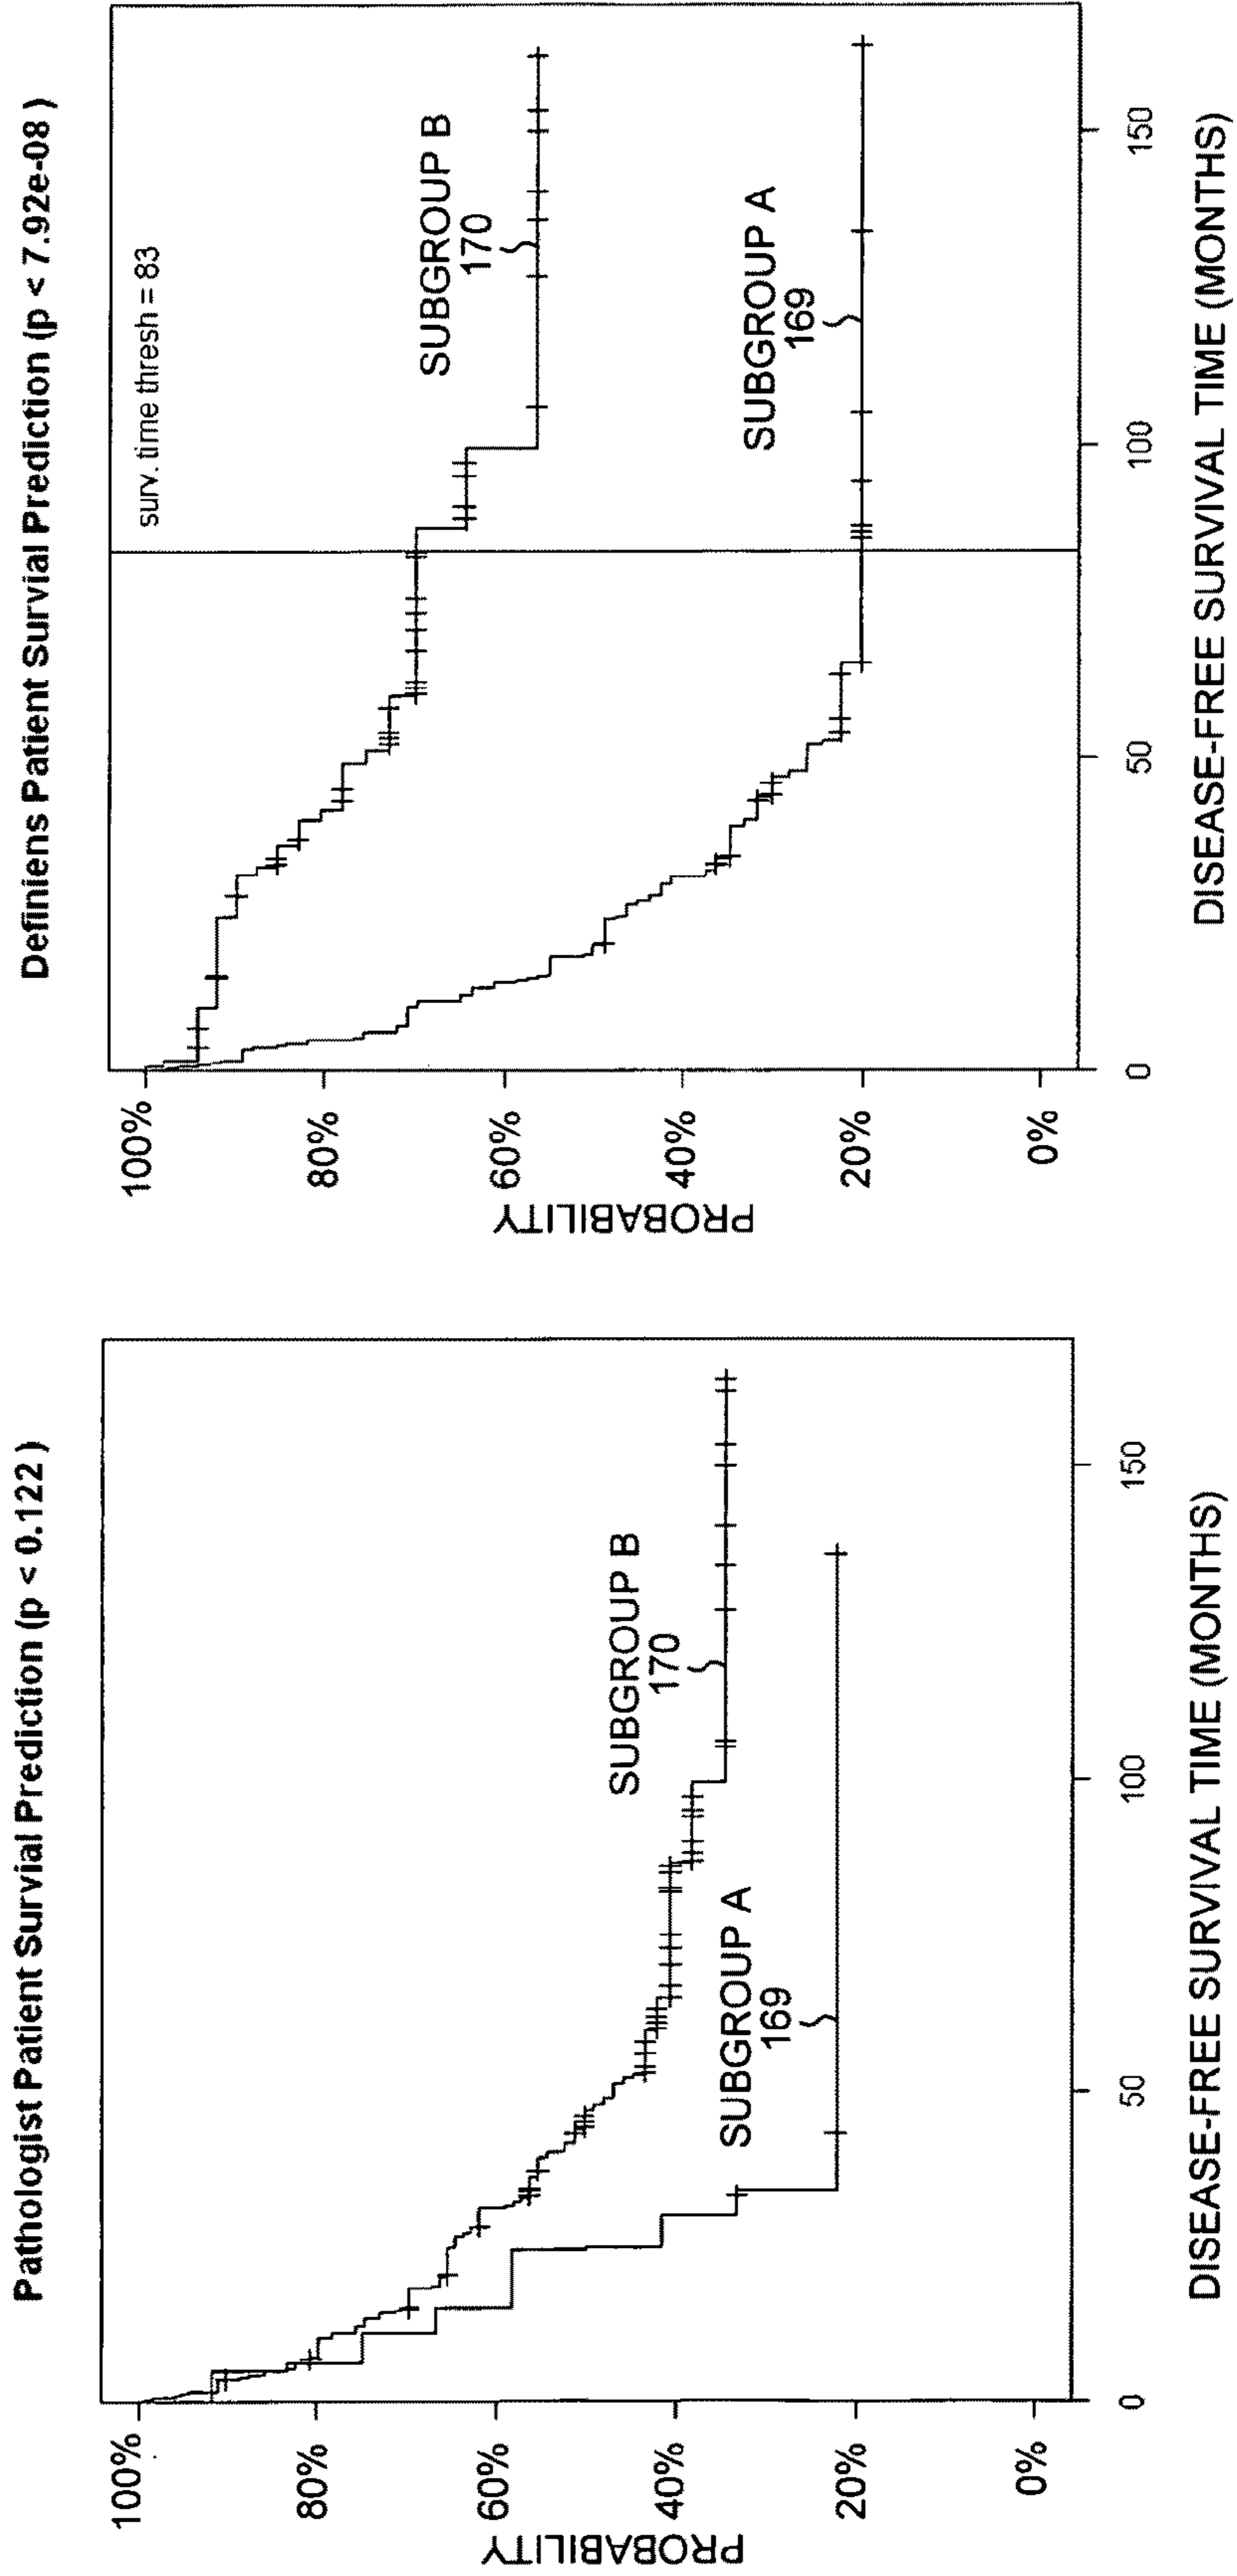 Pathologist Patient Survial Prediction (p < 0.122 )
100%
80%
60%
40%
20%
0%
PROBABILITY
SUBGROUP B
170
SUBGROUP A
169
0
50
100
150
DISEASE-FREE SURVIVAL TIME (MONTHS)
Definiens Patient Survial Prediction (p < 7.92e-08 )
surv. time thresh = 83
100%
80%
60%
40%
20%
0%
PROBABILITY
SUBGROUP B
170
SUBGROUP A
169
0
50
100
150
DISEASE-FREE SURVIVAL TIME (MONTHS)